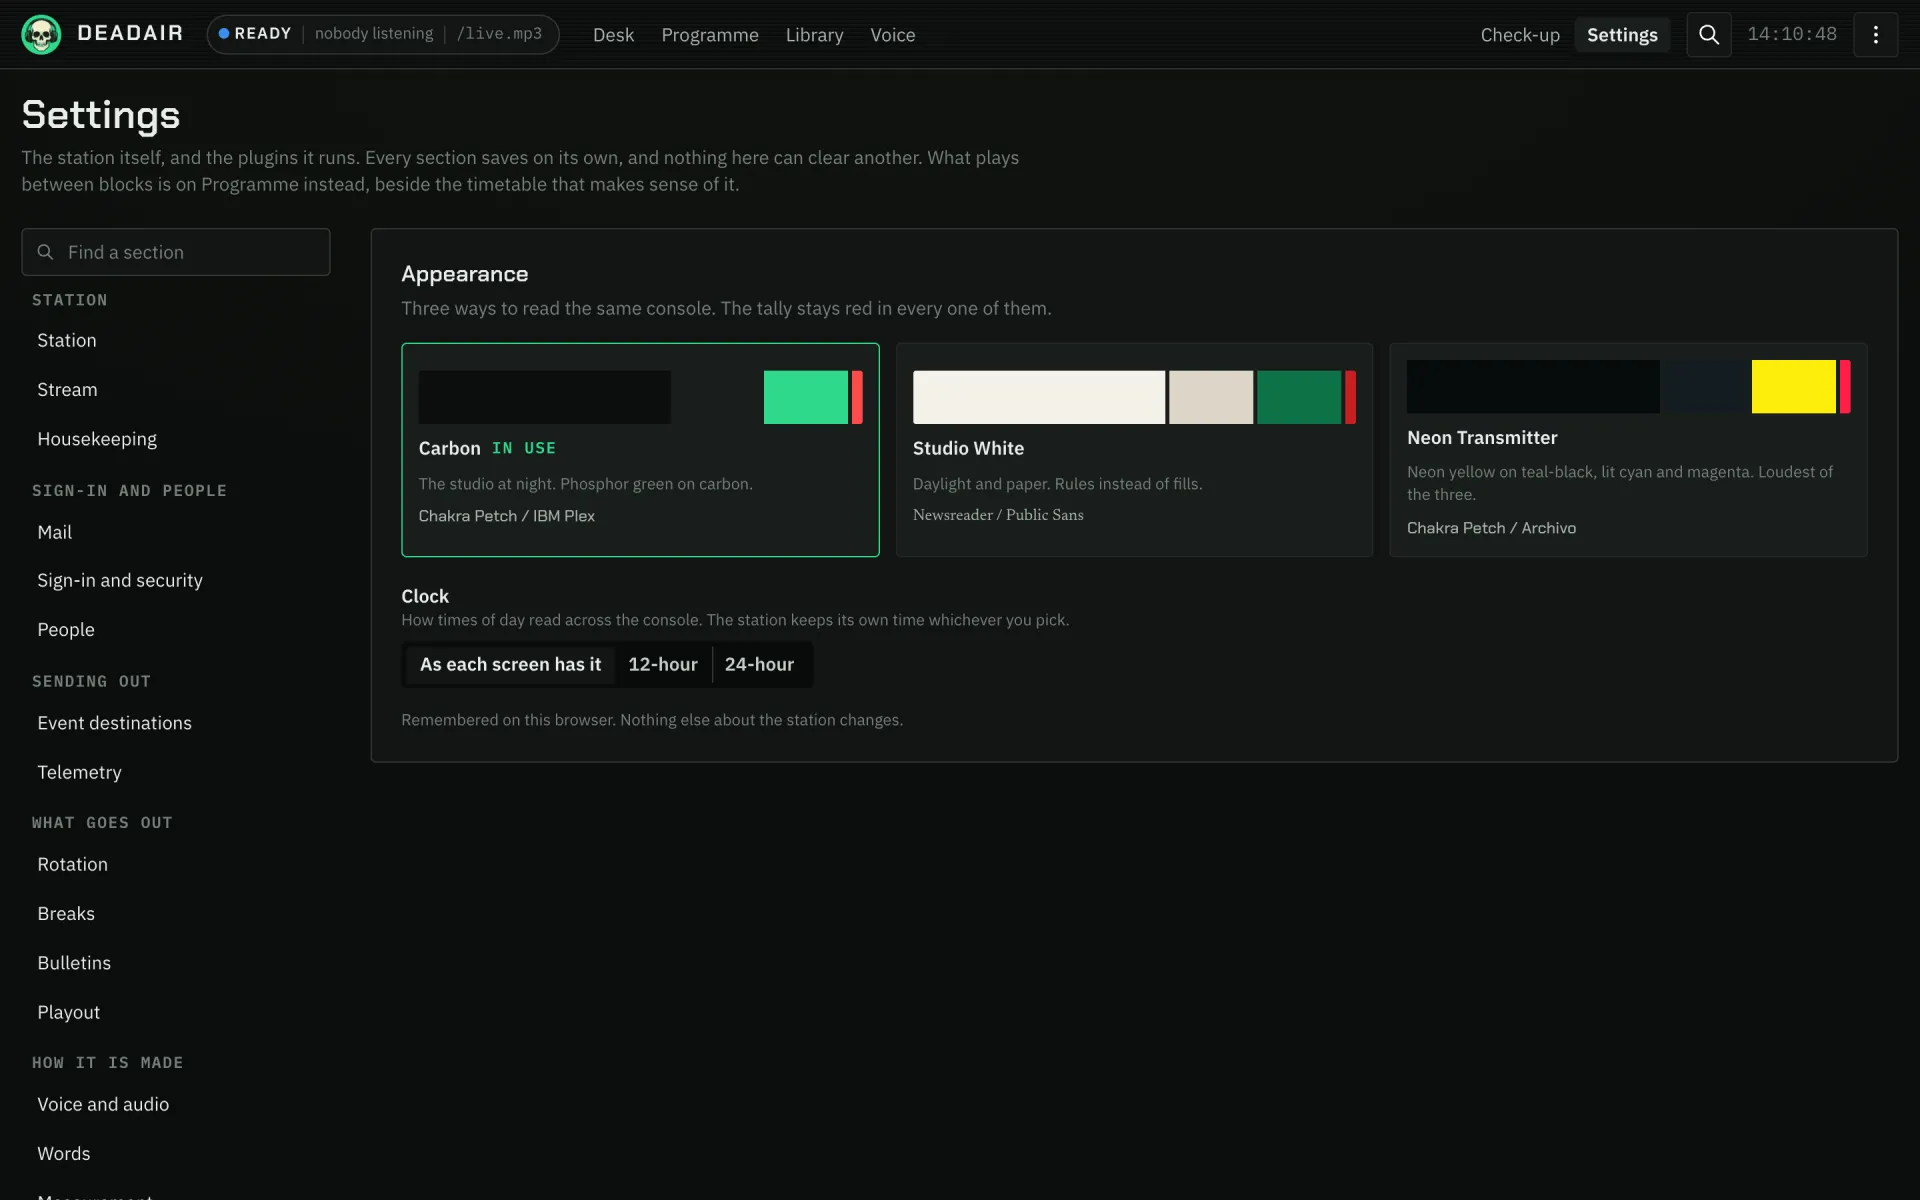 DEADAIR
READY
nobody listening
/live.mp3
Desk
Programme
Library
Voice
Check-up
Settings
14:10:48
Settings
The station itself, and the plugins it runs. Every section saves on its own, and nothing here can clear another. What plays
between blocks is on Programme instead, beside the timetable that makes sense of it.
Find a section
STATION
Station
Stream
Housekeeping
SIGN-IN AND PEOPLE
Mail
Sign-in and security
People
SENDING OUT
Event destinations
Telemetry
WHAT GOES OUT
Rotation
Breaks
Bulletins
Playout
HOW IT IS MADE
Voice and audio
Words
Appearance
Three ways to read the same console. The tally stays red in every one of them.
Carbon IN USE
The studio at night. Phosphor green on carbon.
Chakra Petch / IBM Plex
Studio White
Daylight and paper. Rules instead of fills.
Newsreader / Public Sans
Neon Transmitter
Neon yellow on teal-black, lit cyan and magenta. Loudest of
the three.
Chakra Petch / Archivo
Clock
How times of day read across the console. The station keeps its own time whichever you pick.
As each screen has it
12-hour
24-hour
Remembered on this browser. Nothing else about the station changes.